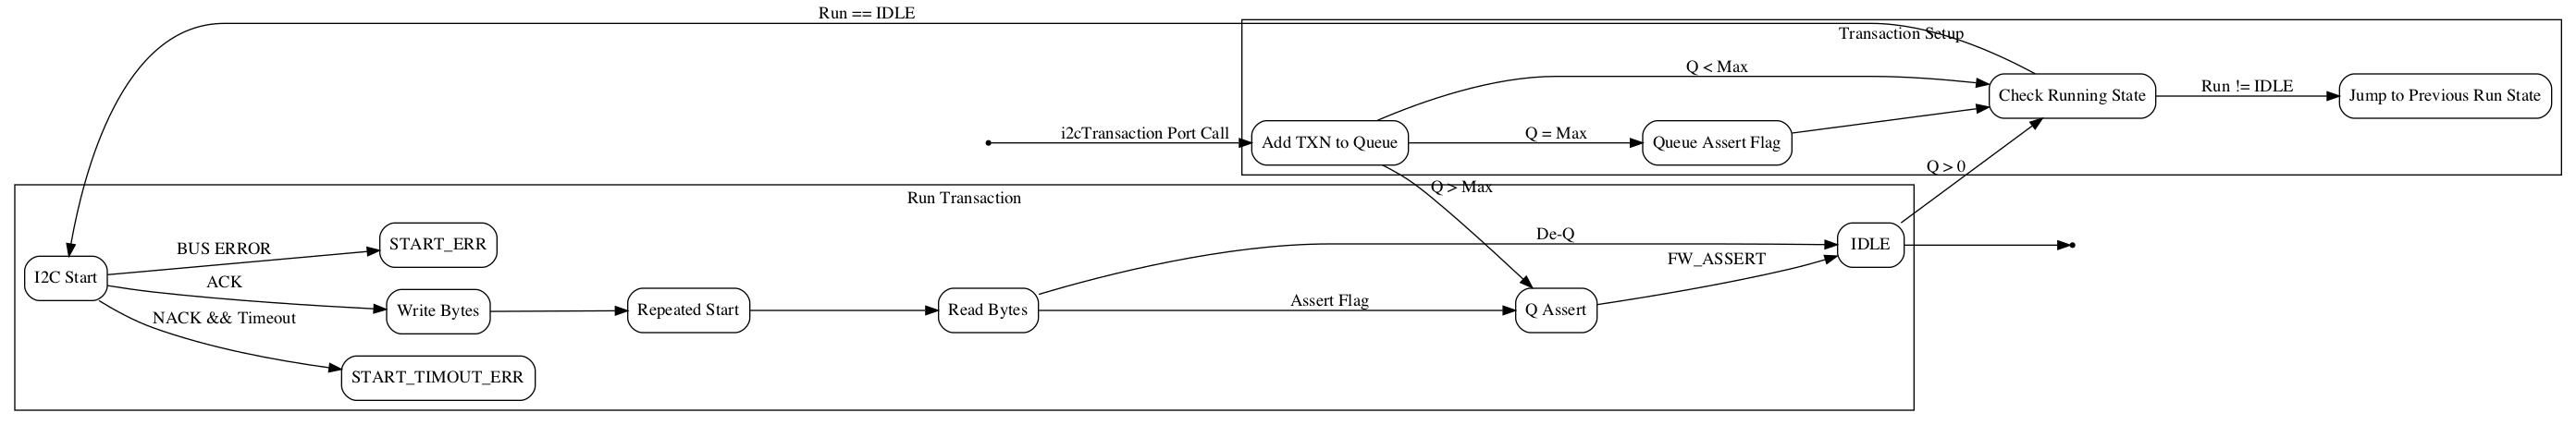 Run == IDLE
Transaction Setup
Q < Max
Check Running State
Run != IDLE
Jump to Previous Run State
i2cTransaction Port Call
Add TXN to Queue
Q = Max
Queue Assert Flag
Q > 0
Q > Max
Run Transaction
De-Q
IDLE
BUS ERROR
START_ERR
FW_ASSERT
I2C Start
ACK
Write Bytes
Repeated Start
Read Bytes
Assert Flag
Q Assert
NACK && Timeout
START_TIMOUT_ERR